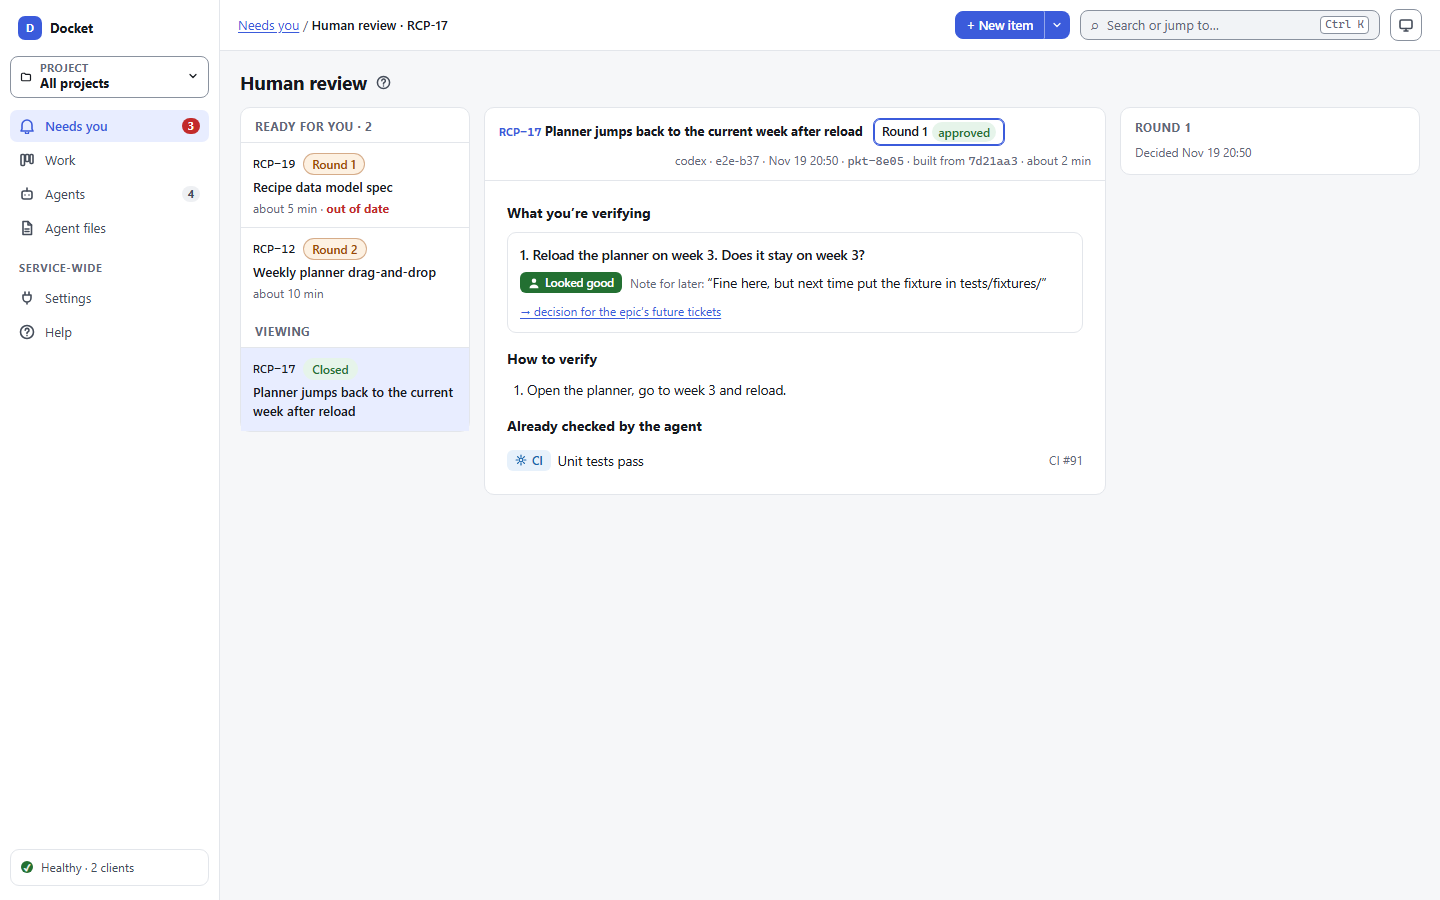 D Docket
PROJECT
All projects
Needs you 3
Work
Agents 4
Agent files
SERVICE-WIDE
Settings
Help
Healthy · 2 clients
Needs you / Human review · RCP-17
+ New item
Search or jump to...
Ctrl K
Human review
READY FOR YOU · 2
RCP-19 Round 1
Recipe data model spec
about 5 min · out of date
RCP-12 Round 2
Weekly planner drag-and-drop
about 10 min
VIEWING
RCP-17 Closed
Planner jumps back to the current
week after reload
RCP-17 Planner jumps back to the current week after reload Round 1 approved
codex · e2e-b37 · Nov 19 20:50 · pkt-8e05 · built from 7d21aa3 · about 2 min
What you’re verifying
1. Reload the planner on week 3. Does it stay on week 3?
Looked good Note for later: “Fine here, but next time put the fixture in tests/fixtures/”
→ decision for the epic’s future tickets
How to verify
1. Open the planner, go to week 3 and reload.
Already checked by the agent
CI Unit tests pass CI #91
ROUND 1
Decided Nov 19 20:50